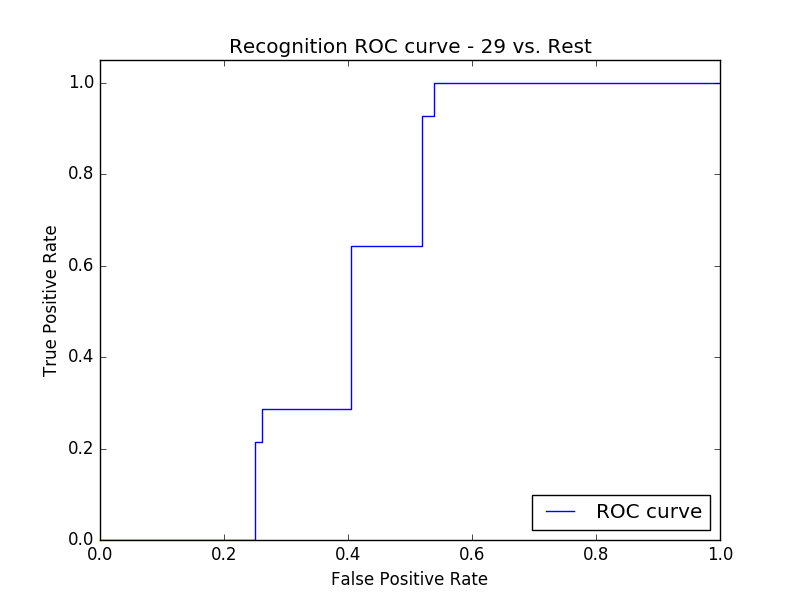 Recognition ROC curve - 29 vs. Rest
1.0
0.8
0.6
0.4
0.2
0.0
True Positive Rate
ROC curve
0.0 0.2 0.4 0.6 0.8 1.0
False Positive Rate